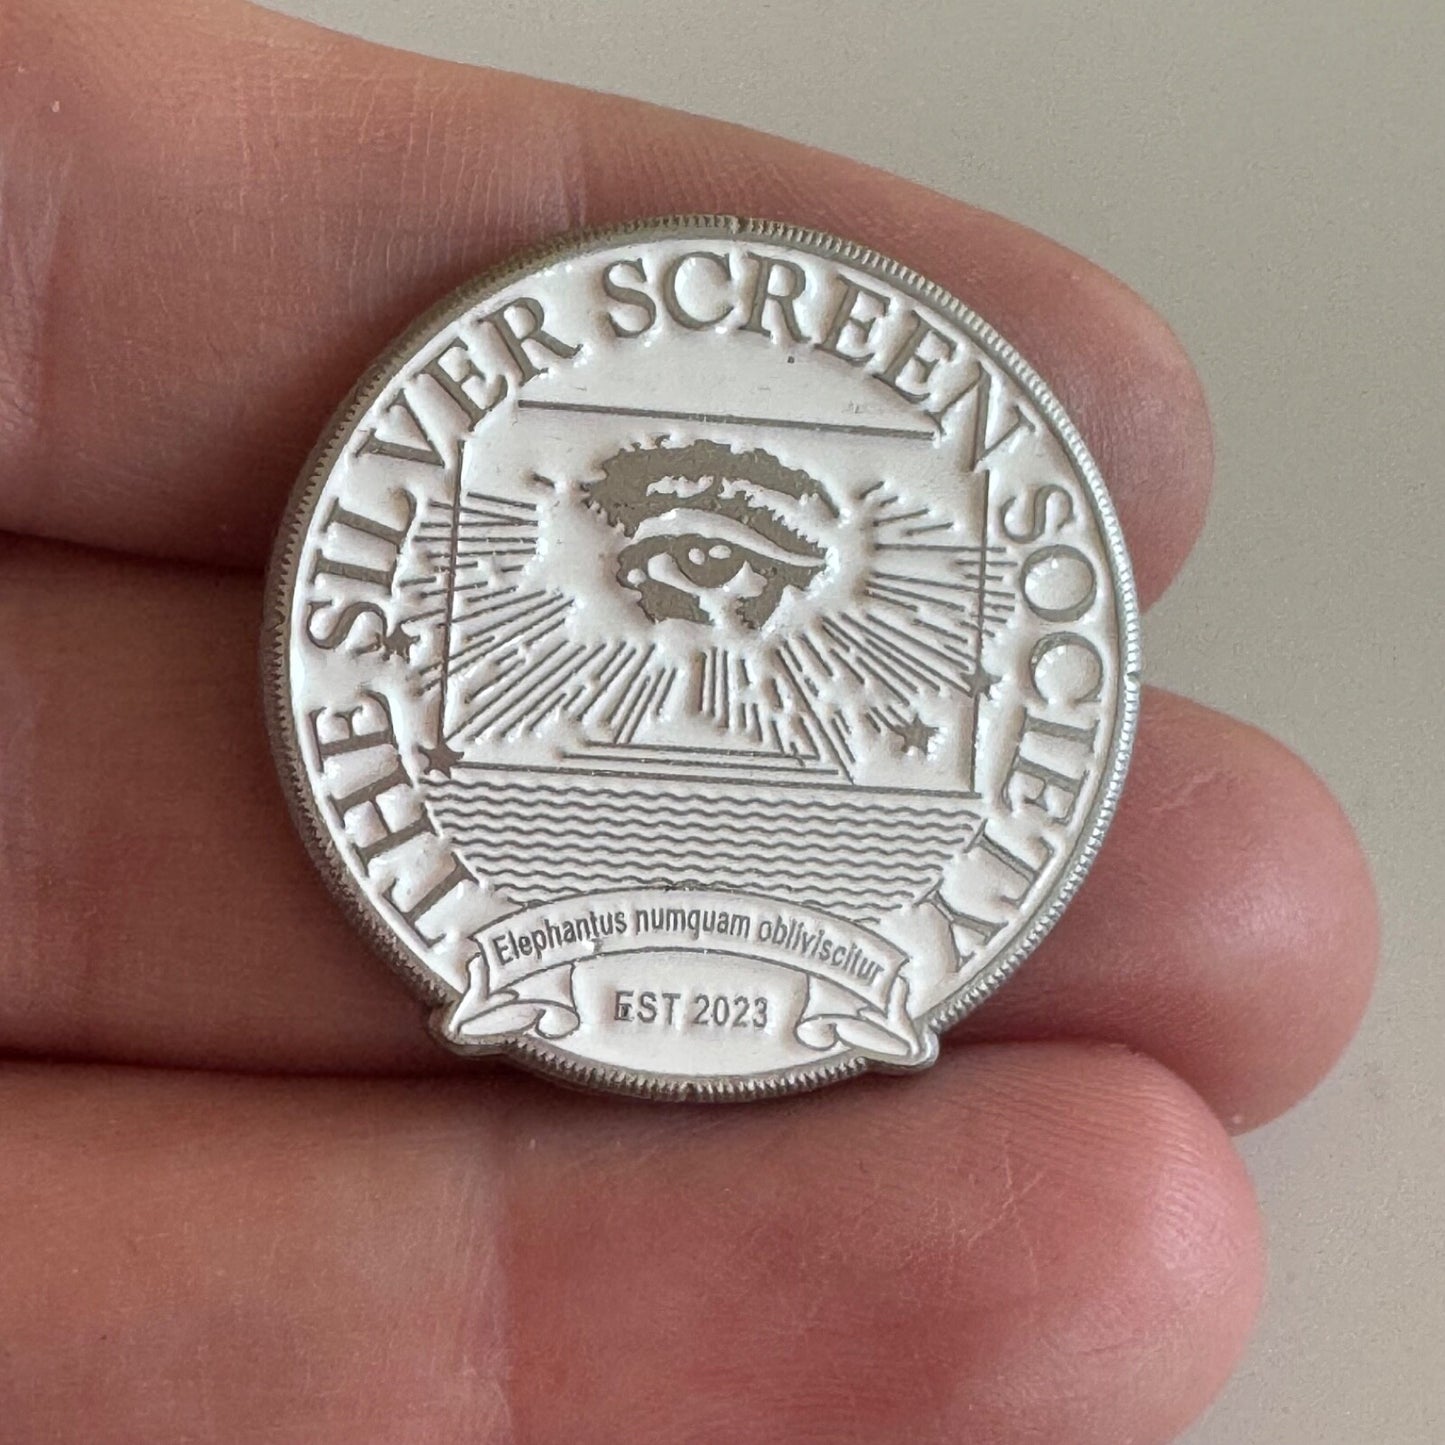 THE SILVER SCREEN SOCIETY
Elephantus numquam obliviscitur
EST 2023